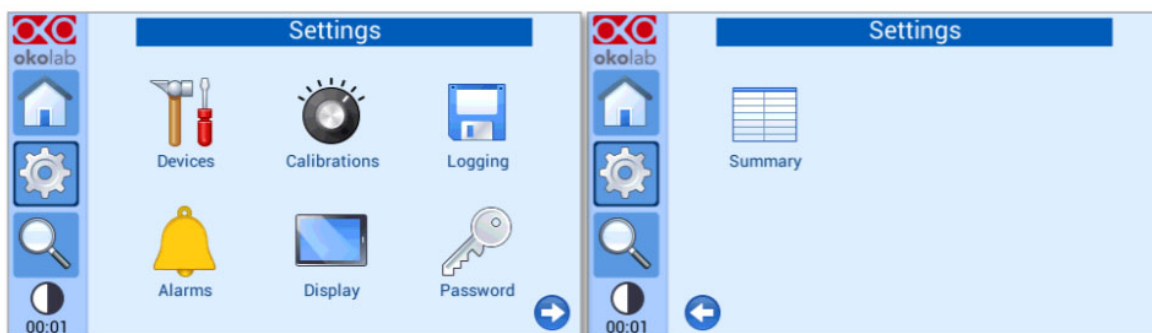 Settings
okolab
Devices Calibrations Logging
Alarms Display Password
00:01
Settings
okolab
Summary
00:01